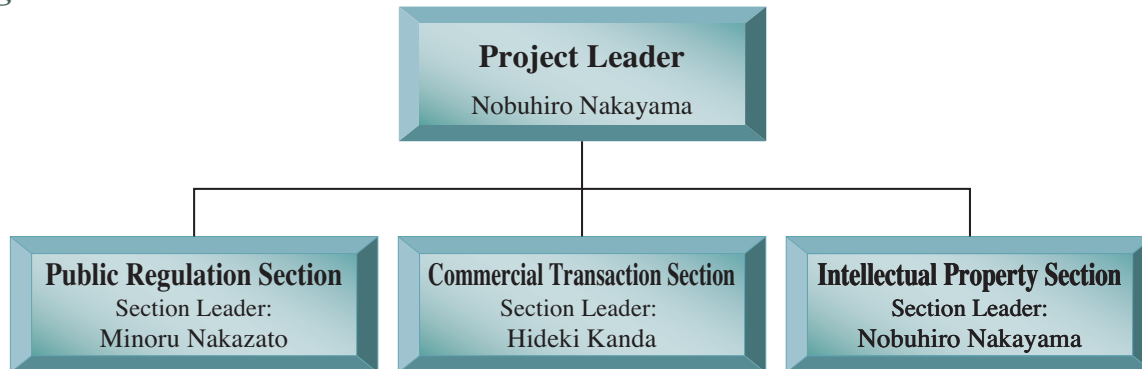 Project Leader
Nobuhiro Nakayama
Public Regulation Section
Section Leader:
Minoru Nakazato
Commercial Transaction Section
Section Leader:
Hideki Kanda
Intellectual Property Section
Section Leader:
Nobuhiro Nakayama